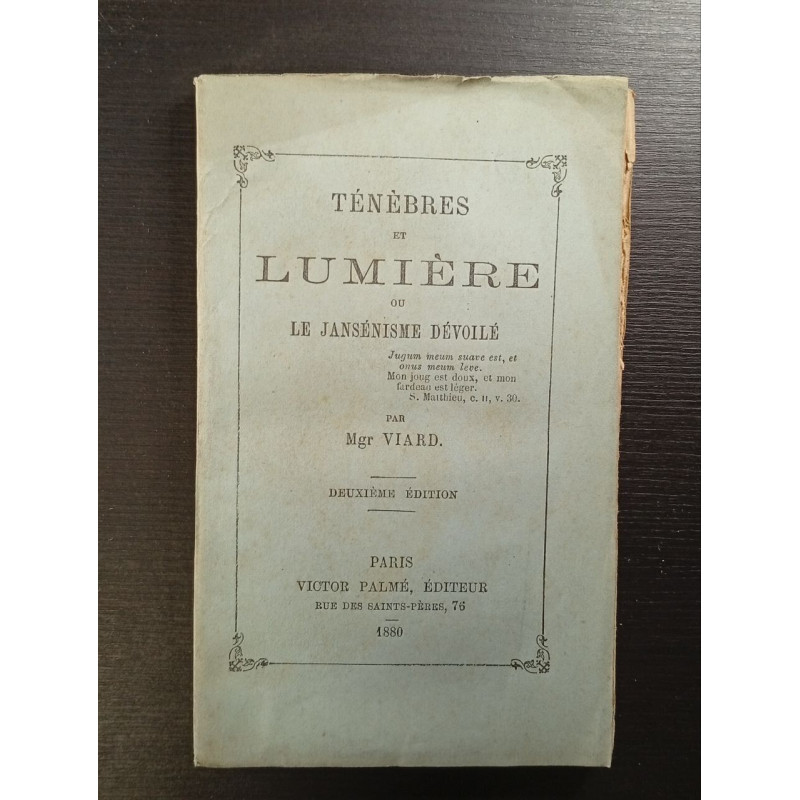 TÉNÈBRES
ET
LUMIÈRE
OU
LE JANSÉNISME DÉVOILÉ
Jugum meum suave est, et
onus meum leve.
Mon joug est doux, et mon
fardeau est léger.
S. Matthieu, c. II, v. 30.
PAR
Mgr VIARD.
DEUXIÈME ÉDITION
PARIS
VICTOR PALMÉ, ÉDITEUR
RUE DES SAINTS-PÈRES, 76
1880